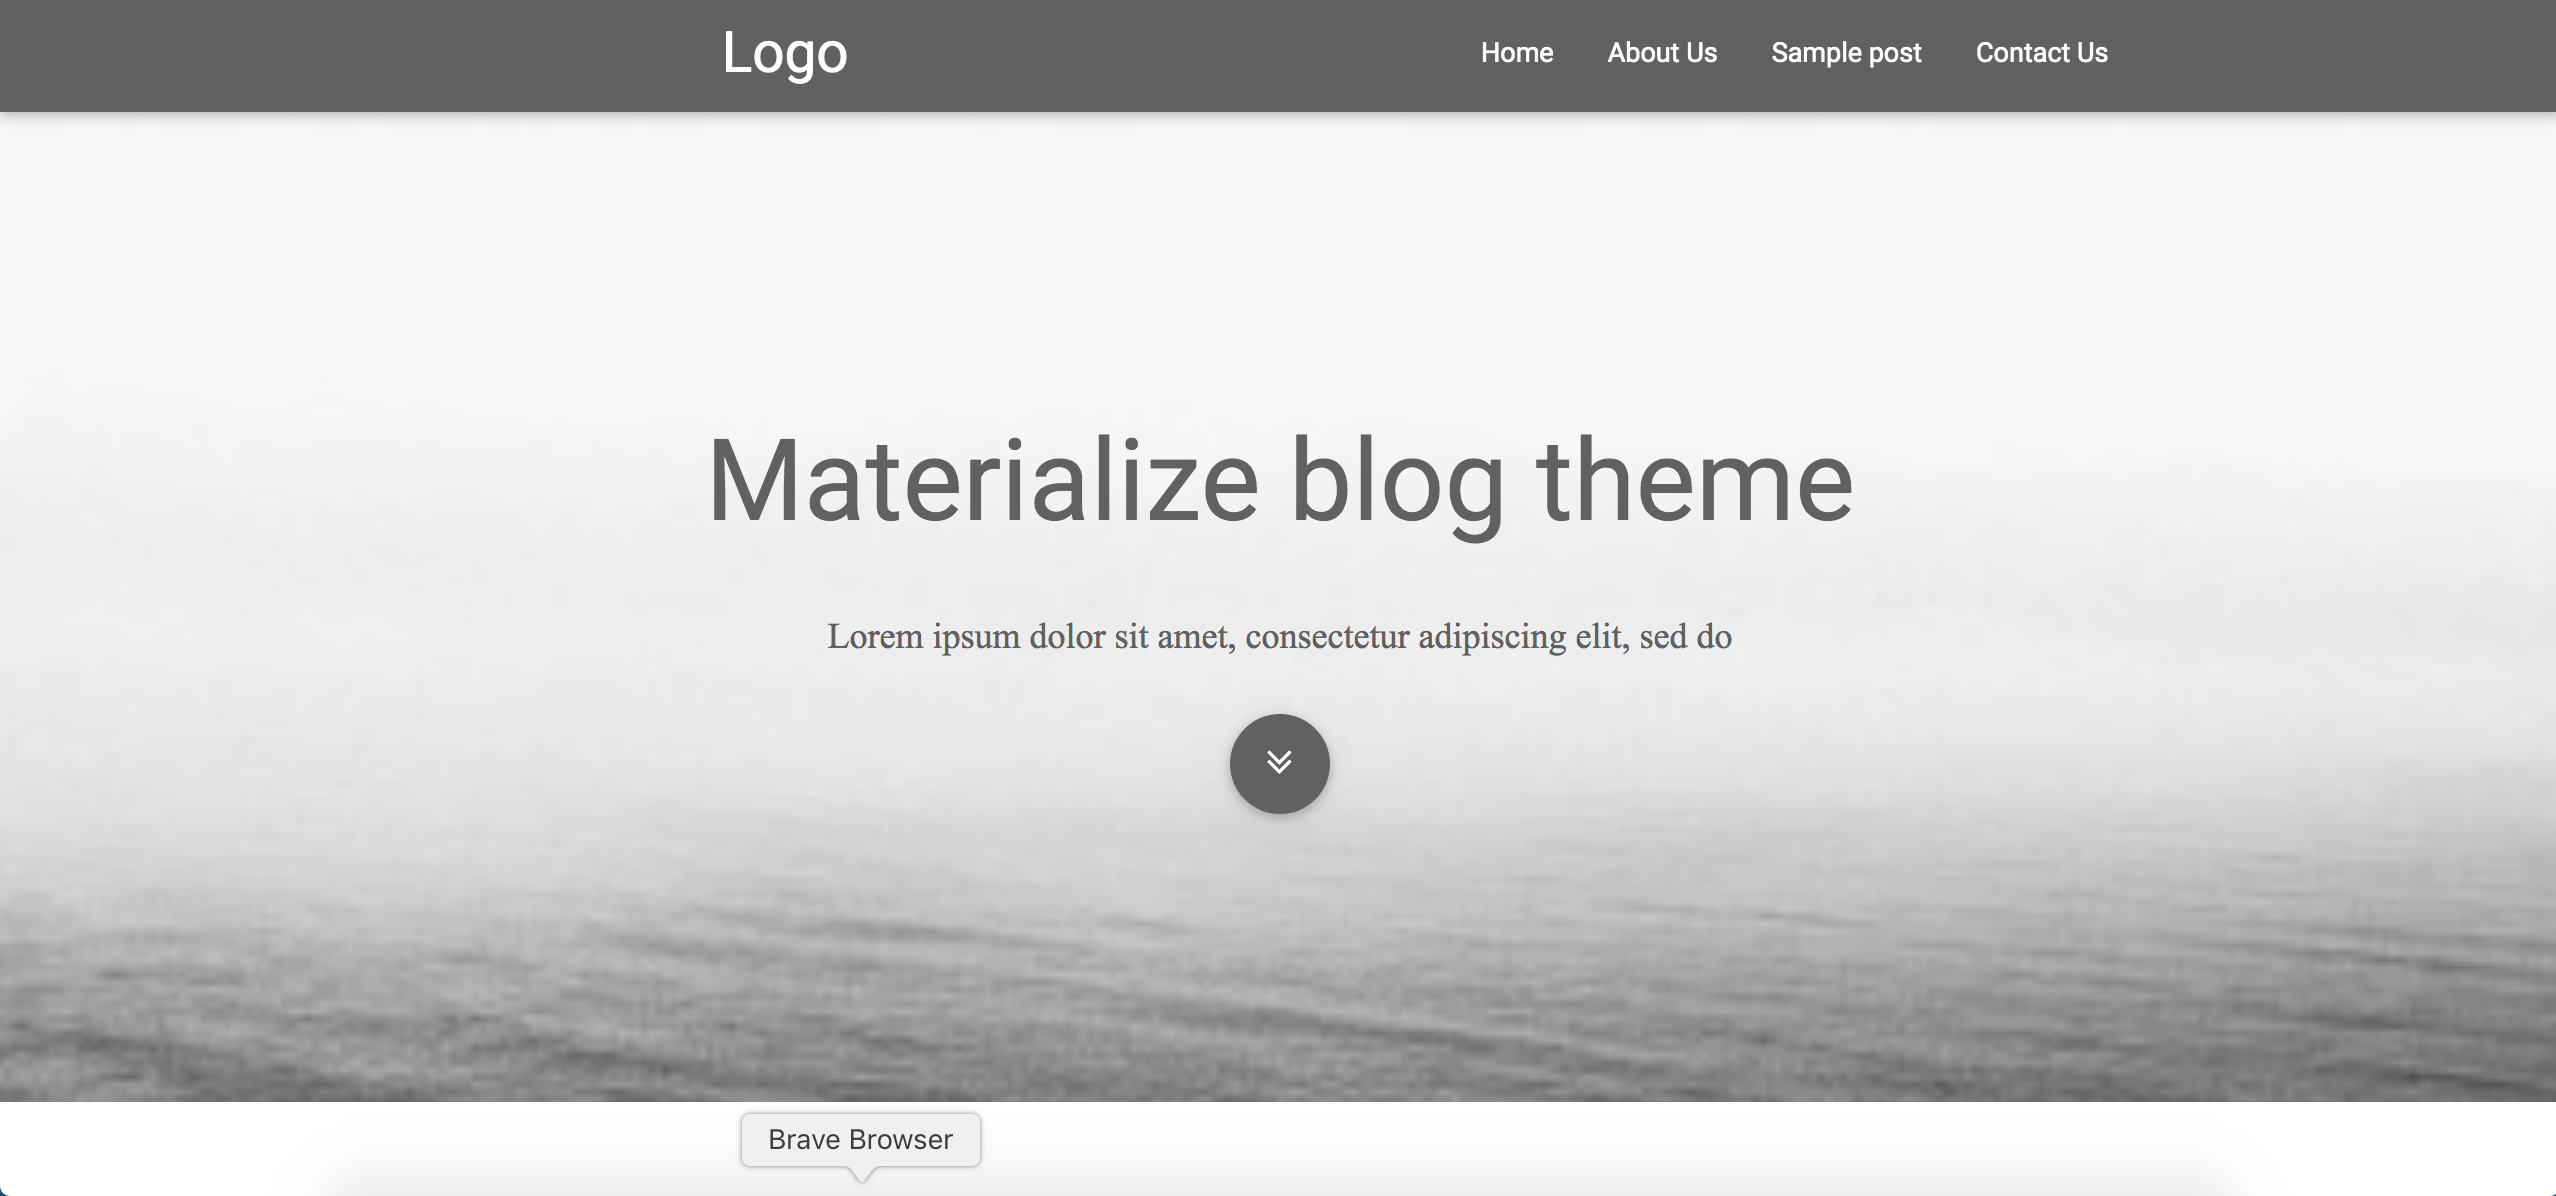 Logo
Home About Us Sample post Contact Us
Materialize blog theme
Lorem ipsum dolor sit amet, consectetur adipiscing elit, sed do
Brave Browser